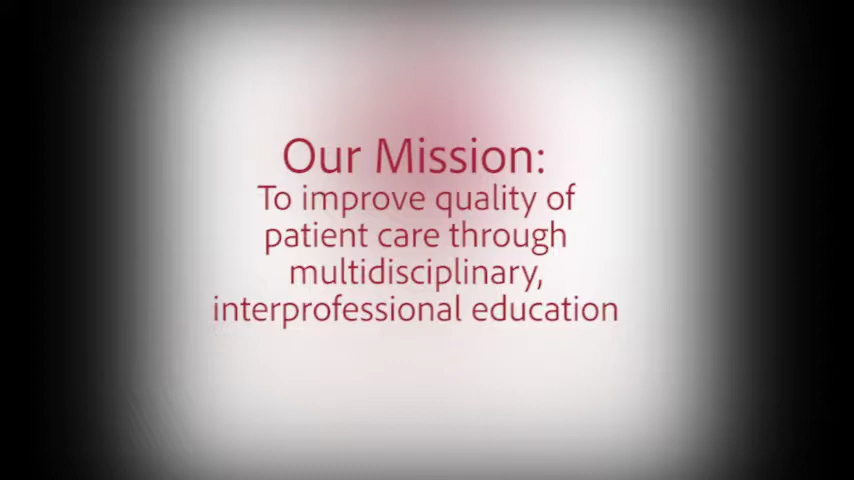 Our Mission:
To improve quality of
patient care through
multidisciplinary,
interprofessional education